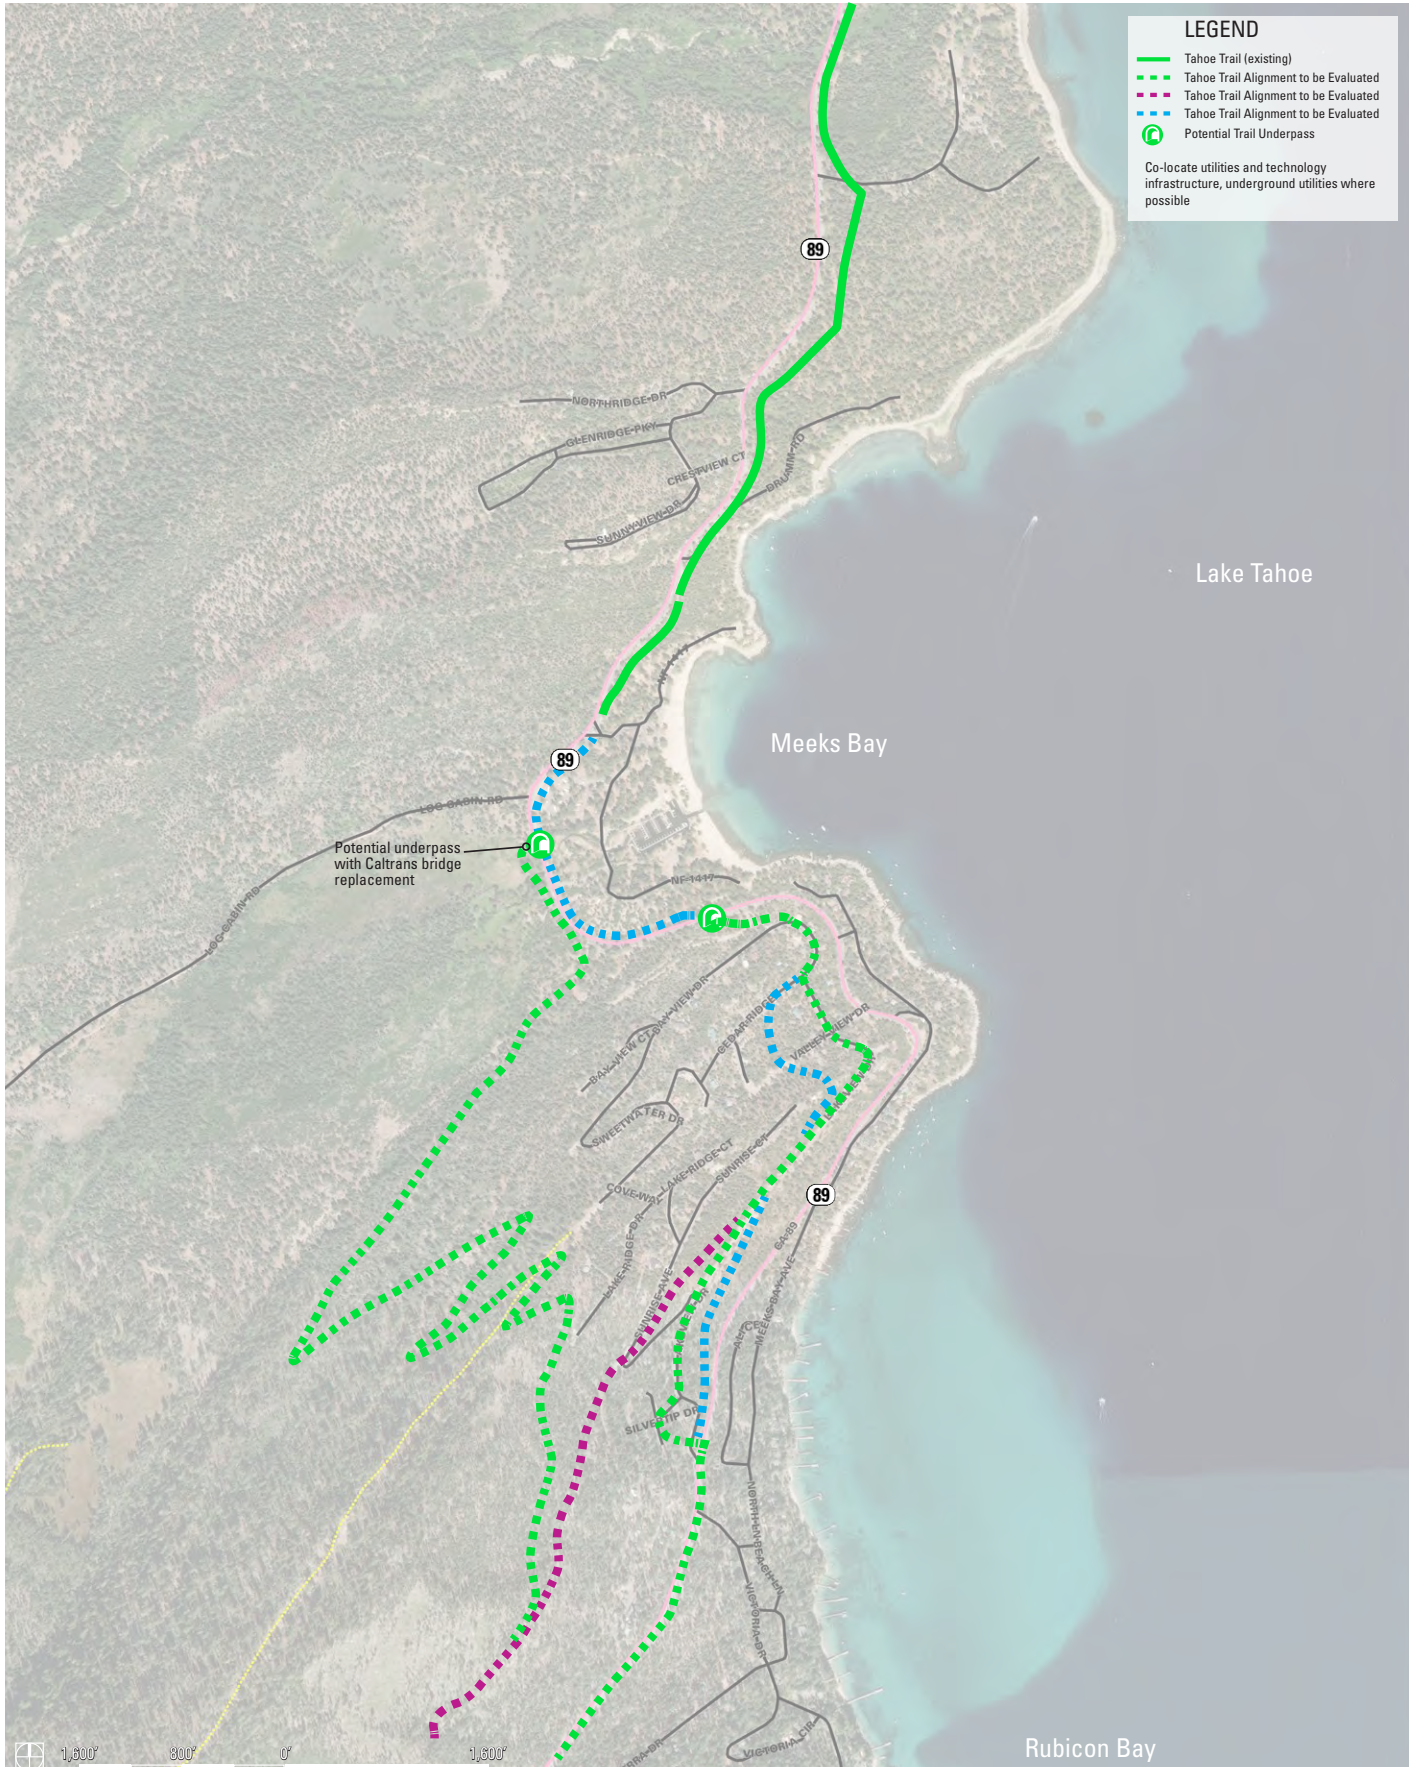 LEGEND
Tahoe Trail (existing)
Tahoe Trail Alignment to be Evaluated
Tahoe Trail Alignment to be Evaluated
Tahoe Trail Alignment to be Evaluated
Potential Trail Underpass
Co-locate utilities and technology
infrastructure, underground utilities where
possible
89
NORTHRIDGE DR
GLENRIDGE PKY
CRESTVIEW CT
DRUMM RD
SUNNYVIEW DR
Lake Tahoe
NF-1417
Meeks Bay
89
LOG CABIN RD
Potential underpass
with Caltrans bridge
replacement
NF-1417
LOG CABIN RD
BAY VIEW DR
CEDAR RIDGE
BAY VIEW CT
VALLEY VIEW DR
SWEETWATER DR
LAKE RIDGE CT
SUNRISE CT
COVE WAY
89
LAKE RIDGE DR
CA-89
SUNRISE AVE
MEEKS BAY AVE
ALICE
SILVERTIP DR
NORTH LN
BEACH LN
VICTORIA DR
VICTORIA CIR
Rubicon Bay
1,600'
800'
0'
1,600'